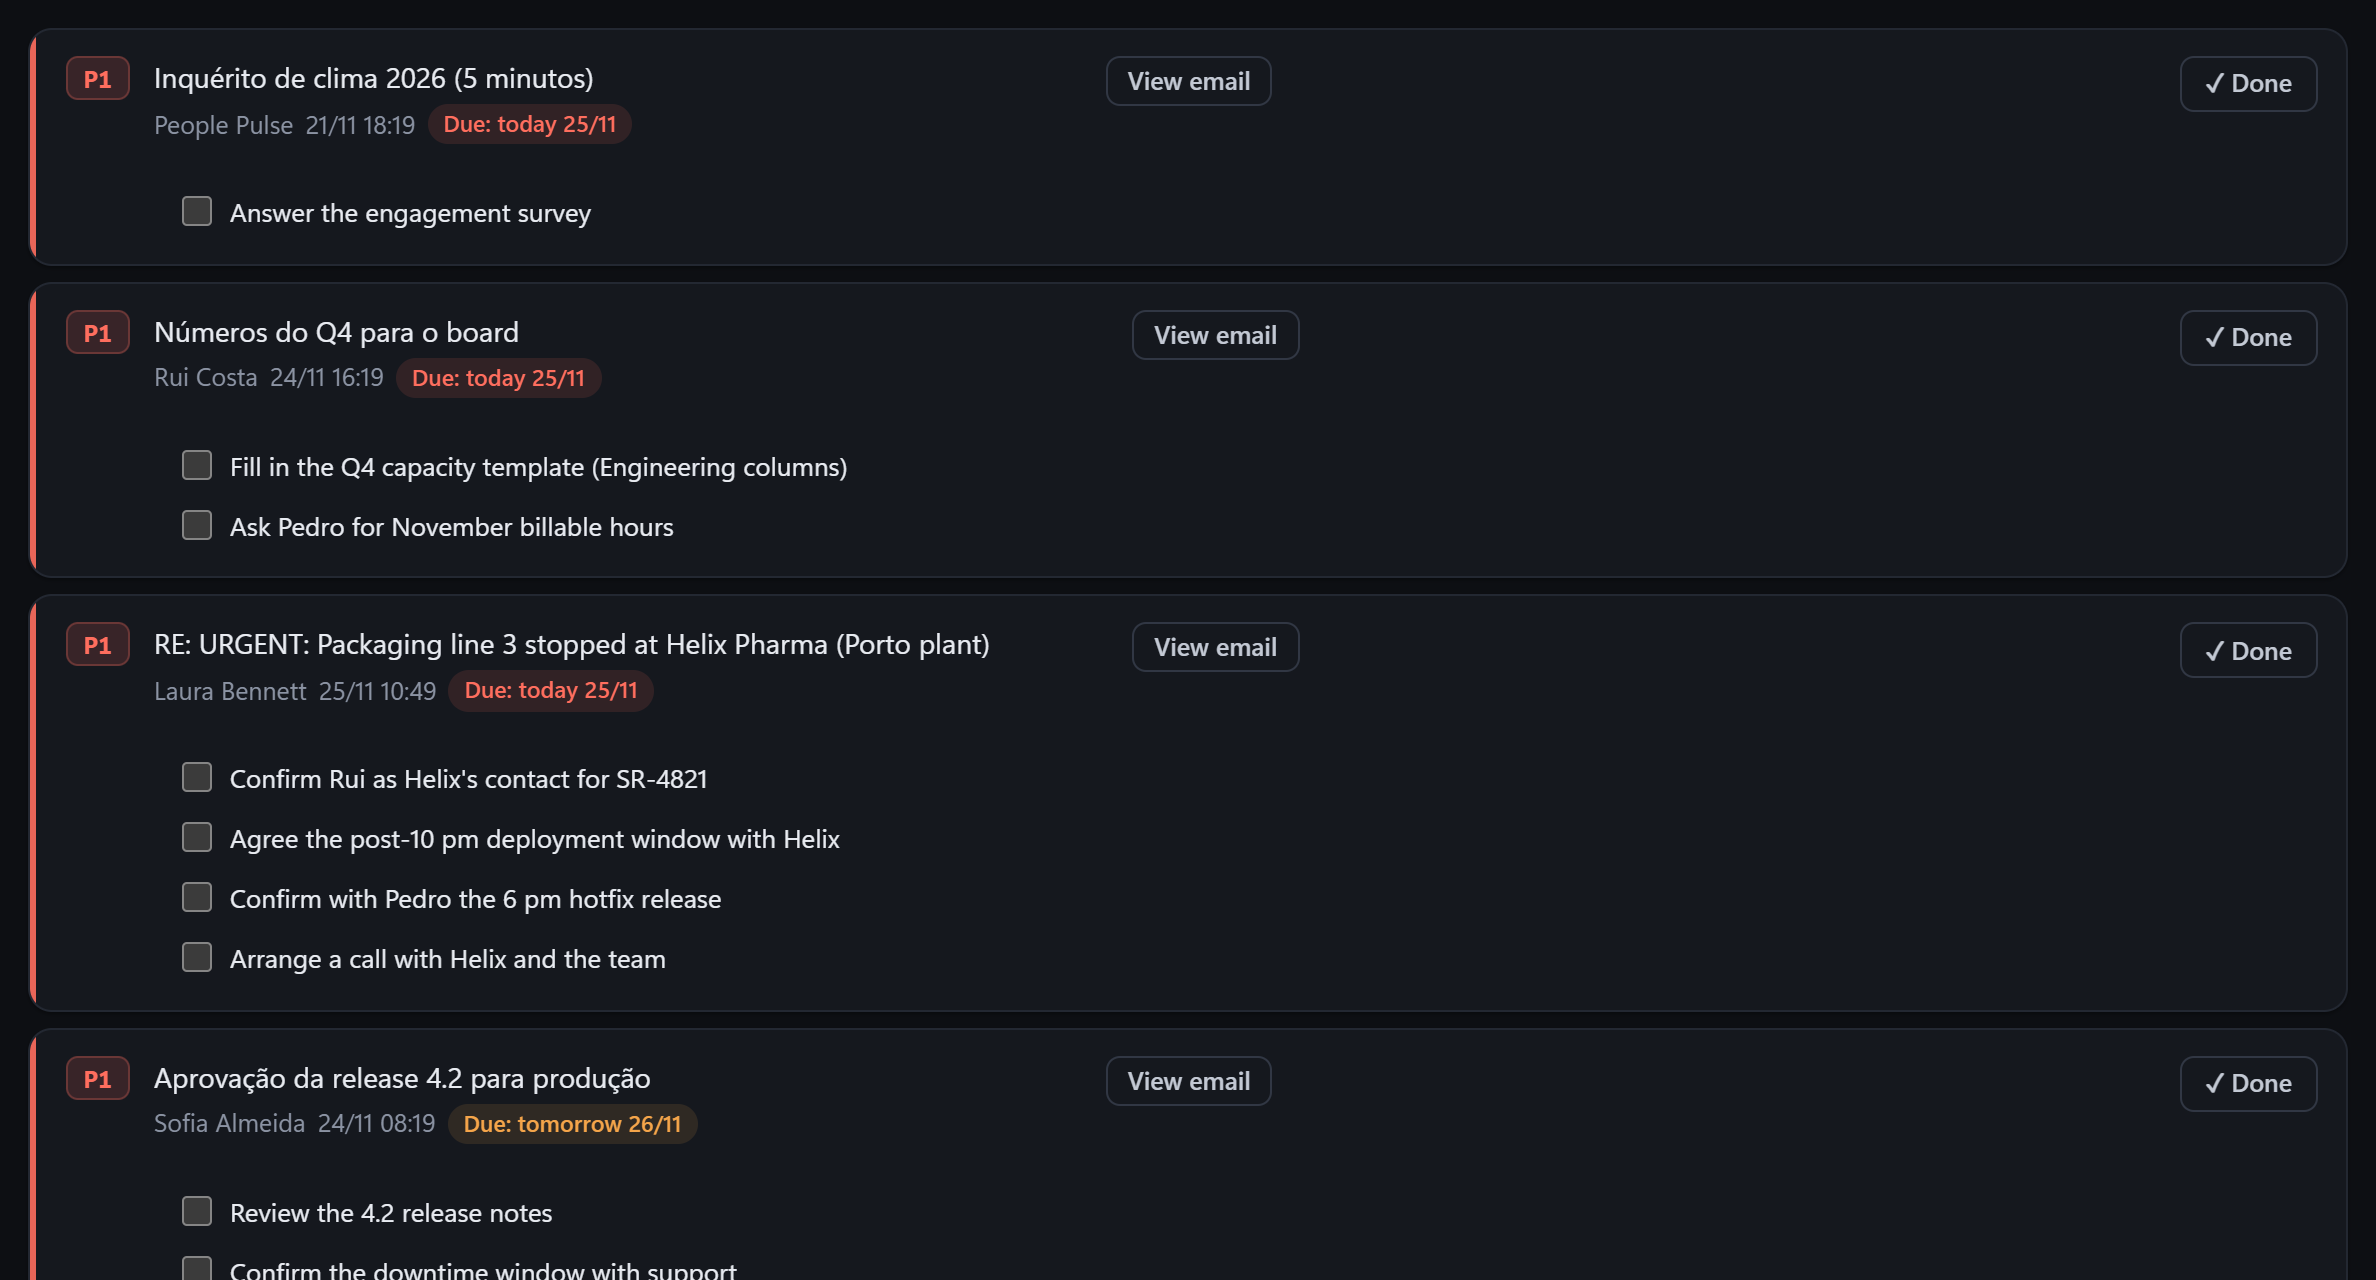 P1 Inquérito de clima 2026 (5 minutos) View email ✓ Done
People Pulse 21/11 18:19 Due: today 25/11
Answer the engagement survey
P1 Números do Q4 para o board View email ✓ Done
Rui Costa 24/11 16:19 Due: today 25/11
Fill in the Q4 capacity template (Engineering columns)
Ask Pedro for November billable hours
P1 RE: URGENT: Packaging line 3 stopped at Helix Pharma (Porto plant) View email ✓ Done
Laura Bennett 25/11 10:49 Due: today 25/11
Confirm Rui as Helix's contact for SR-4821
Agree the post-10 pm deployment window with Helix
Confirm with Pedro the 6 pm hotfix release
Arrange a call with Helix and the team
P1 Aprovação da release 4.2 para produção View email ✓ Done
Sofia Almeida 24/11 08:19 Due: tomorrow 26/11
Review the 4.2 release notes
Confirm the downtime window with support